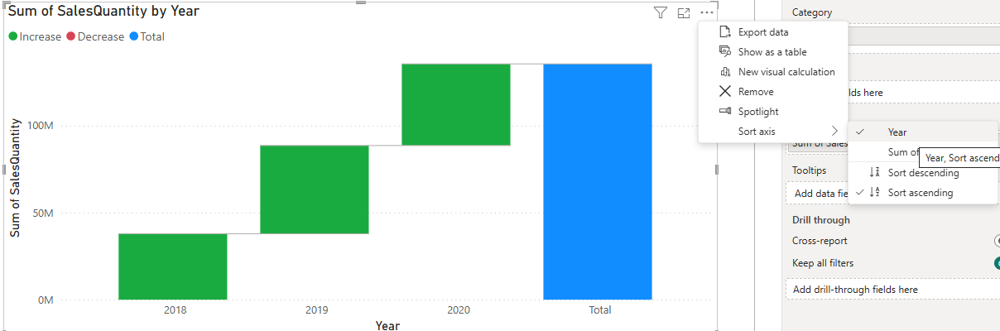 Sum of SalesQuantity by Year
Increase Decrease Total
100M
50M
0M
Sum of SalesQuantity
2018 2019 2020 Total
Year
Export data
Show as a table
New visual calculation
Remove
Spotlight
Sort axis
Year
Sum of
Year, Sort ascend
Sort descending
Sort ascending
Category
lds here
Sum of Sales
Tooltips
Add data fie
Drill through
Cross-report
Keep all filters
Add drill-through fields here